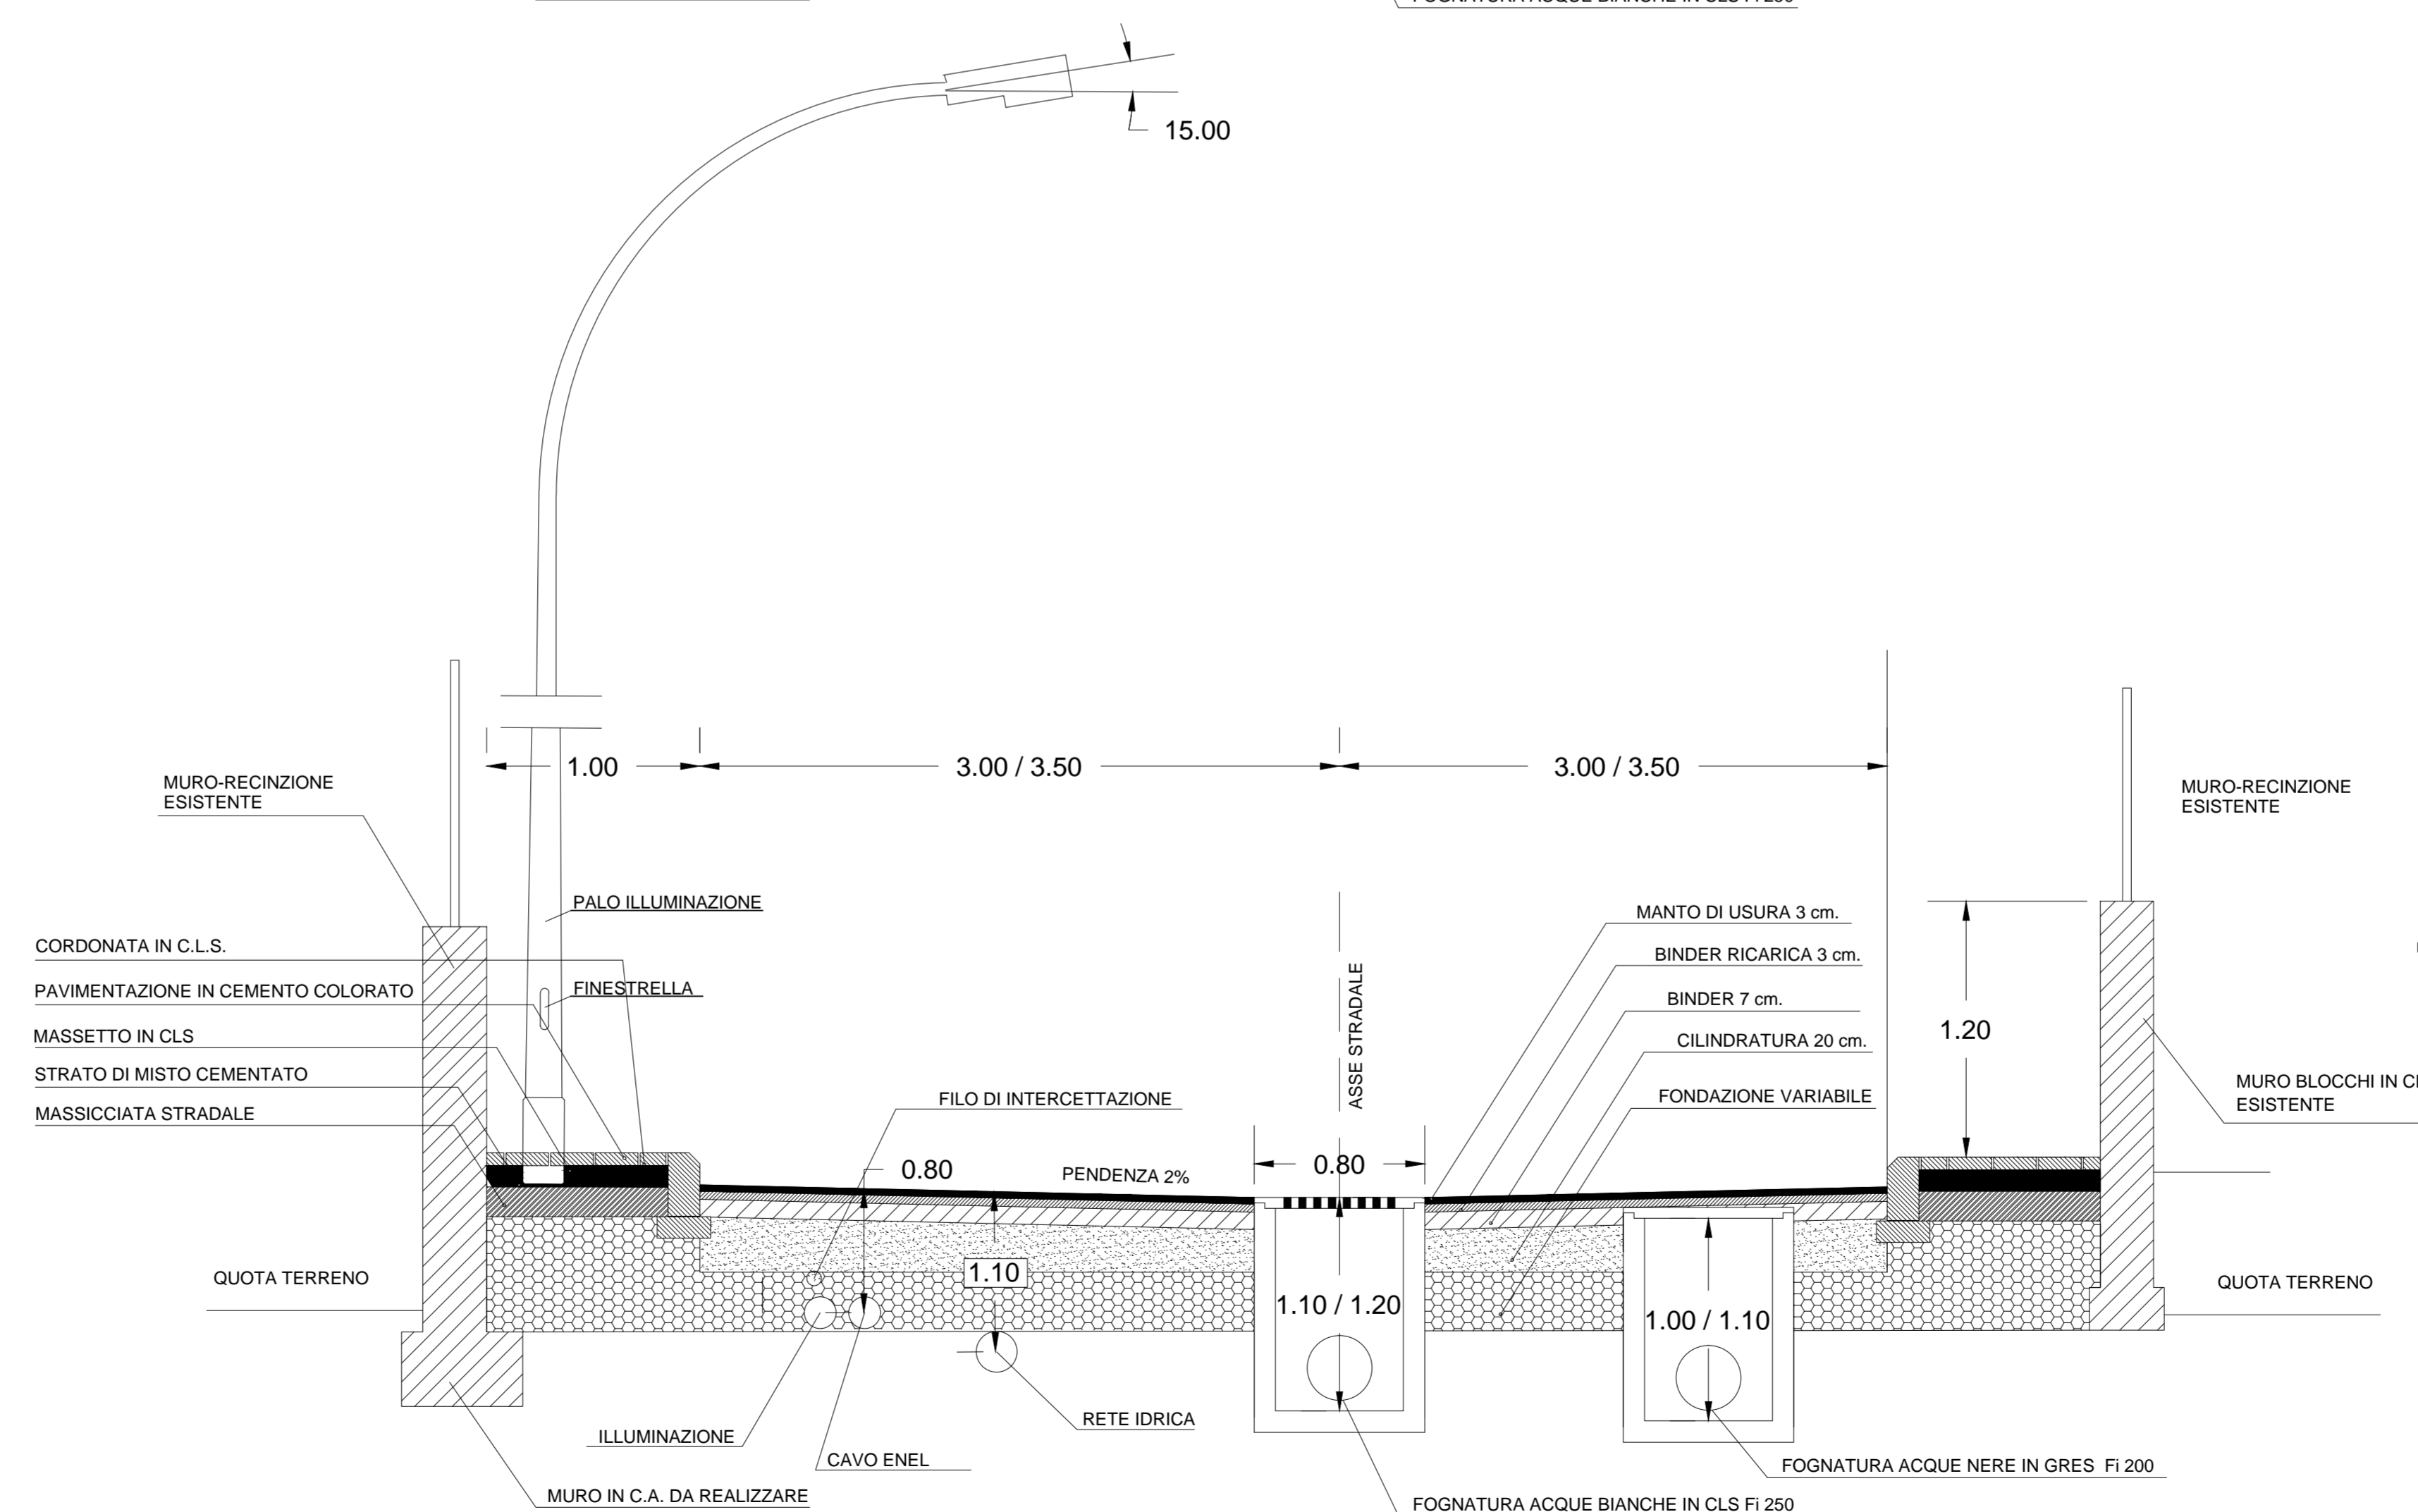 15.00
1.00
3.00 / 3.50
3.00 / 3.50
MURO-RECINZIONE
ESISTENTE
MURO-RECINZIONE
ESISTENTE
PALO ILLUMINAZIONE
FINESTRELLA
CORDONATA IN C.L.S.
PAVIMENTAZIONE IN CEMENTO COLORATO
MASSETTO IN CLS
STRATO DI MISTO CEMENTATO
MASSICCIATA STRADALE
FILO DI INTERCETTAZIONE
ASSE STRADALE
MANTO DI USURA 3 cm.
BINDER RICARICA 3 cm.
BINDER 7 cm.
CILINDRATURA 20 cm.
FONDAZIONE VARIABILE
1.20
MURO BLOCCHI IN
ESISTENTE
0.80
PENDENZA 2%
0.80
QUOTA TERRENO
1.10
1.10 / 1.20
1.00 / 1.10
QUOTA TERRENO
RETE IDRICA
ILLUMINAZIONE
CAVO ENEL
MURO IN C.A. DA REALIZZARE
FOGNATURA ACQUE NERE IN GRES Fi 200
FOGNATURA ACQUE BIANCHE IN CLS Fi 250